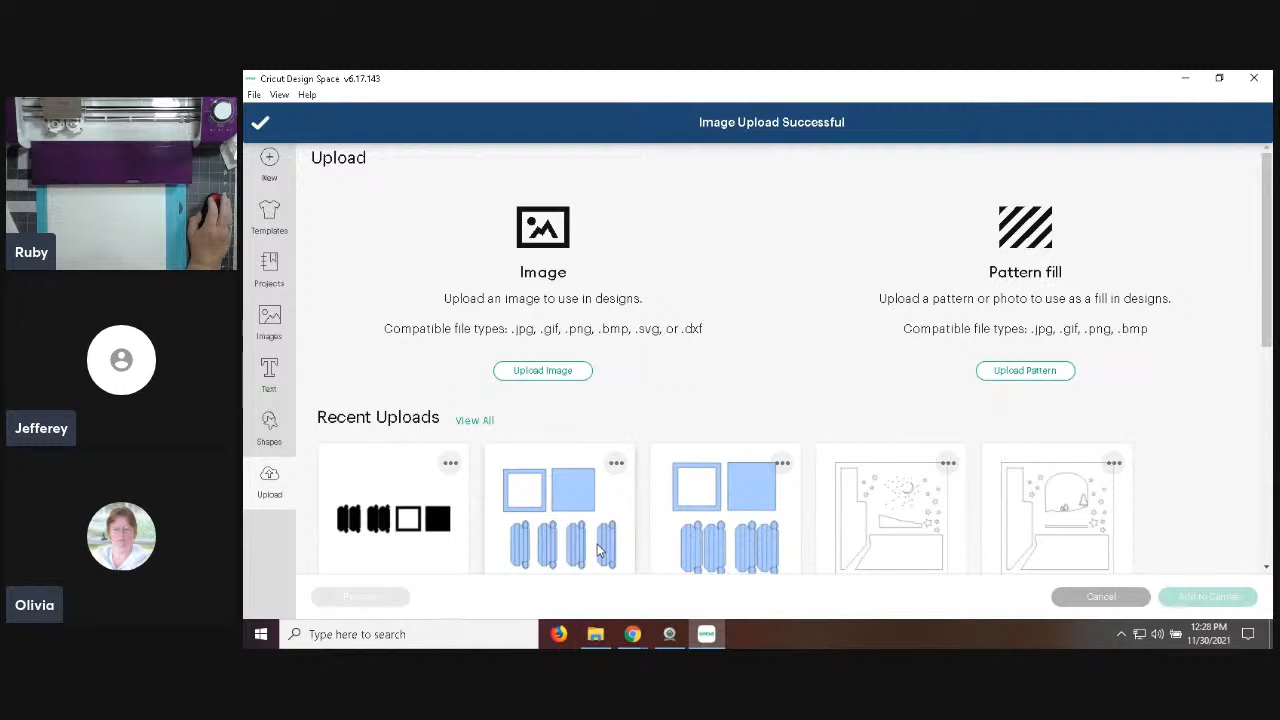 Ruby
Jefferey
Olivia
Cricut Design Space v6.17.143
File View Help
Image Upload Successful
New
Templates
Projects
Images
Text
Shapes
Upload
Upload
Image
Upload an image to use in designs.
Compatible file types: .jpg, .gif, .png, .bmp, .svg, or .dxf
Upload Image
Pattern fill
Upload a pattern or photo to use as a fill in designs.
Compatible file types: .jpg, .gif, .png, .bmp
Upload Pattern
Recent Uploads View All
Cancel
Add to Canvas
Type here to search
cricut
12:28 PM
11/30/2021